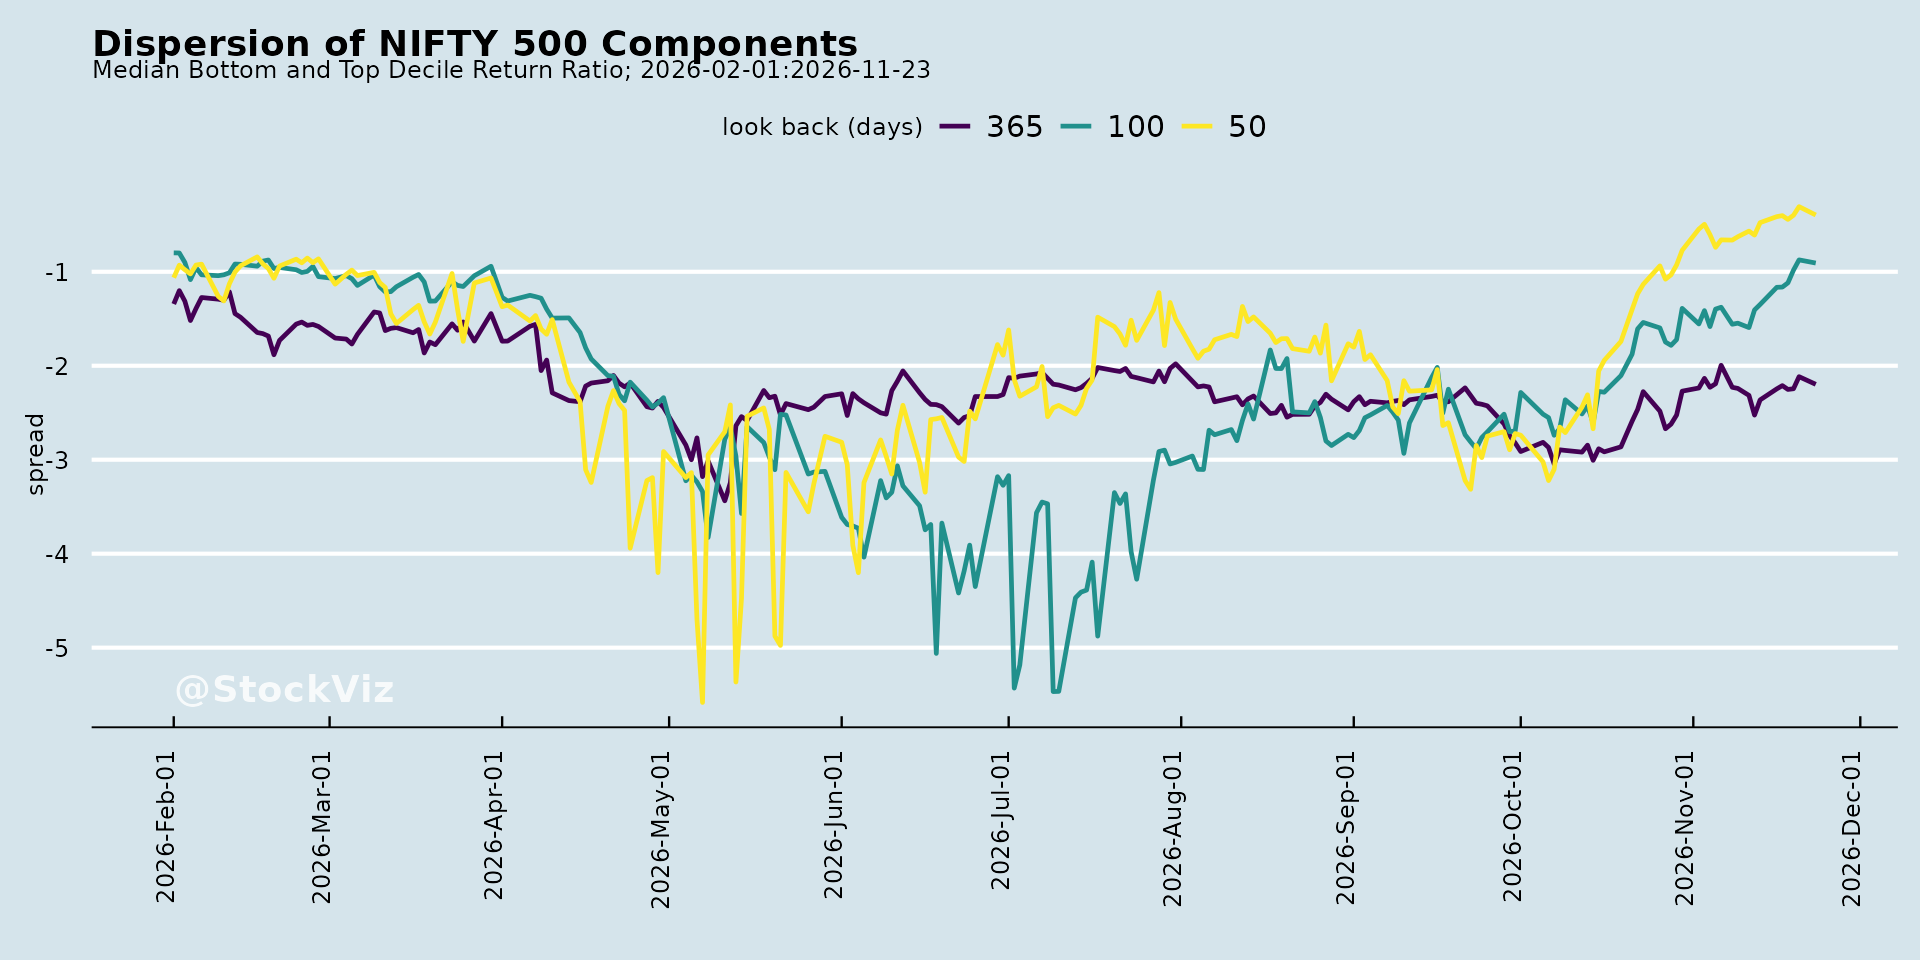 Dispersion of NIFTY 500 Components
Median Bottom and Top Decile Return Ratio; 2026-02-01:2026-11-23
look back (days) 365 100 50
spread
-1
-2
-3
-4
-5
@StockViz
2026-Feb-01
2026-Mar-01
2026-Apr-01
2026-May-01
2026-Jun-01
2026-Jul-01
2026-Aug-01
2026-Sep-01
2026-Oct-01
2026-Nov-01
2026-Dec-01